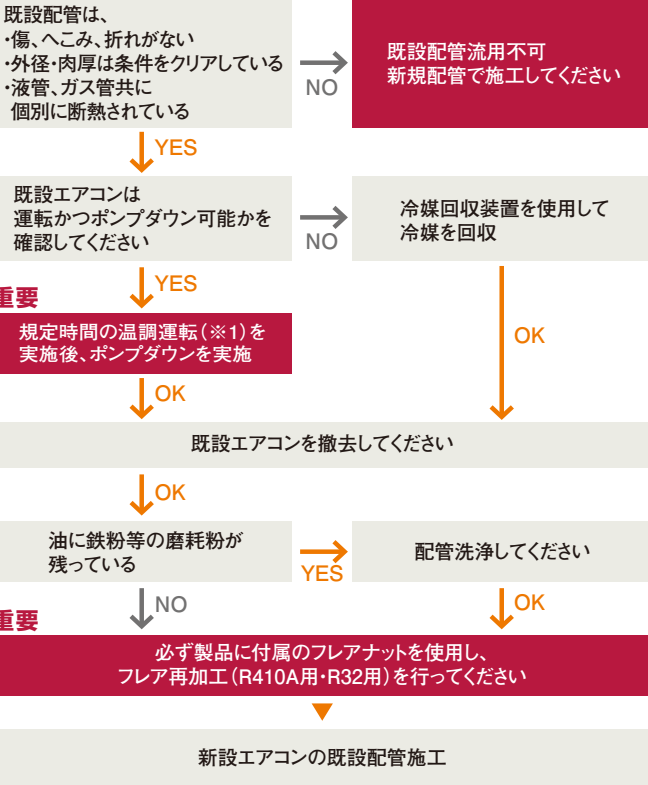 既設配管は、
・傷、へこみ、折れがない
・外径・肉厚は条件をクリアしている
・液管、ガス管共に
個別に断熱されている
NO
既設配管流用不可
新規配管で施工してください
YES
既設エアコンは
運転かつポンプダウン可能かを
確認してください
NO
冷媒回収装置を使用して
冷媒を回収
YES
重要
規定時間の温調運転(※1)を
実施後、ポンプダウンを実施
OK
OK
既設エアコンを撤去してください
OK
油に鉄粉等の磨耗粉が
残っている
YES
配管洗浄してください
NO
OK
重要
必ず製品に付属のフレアナットを使用し、
フレア再加工(R410A用・R32用)を行ってください
新設エアコンの既設配管施工